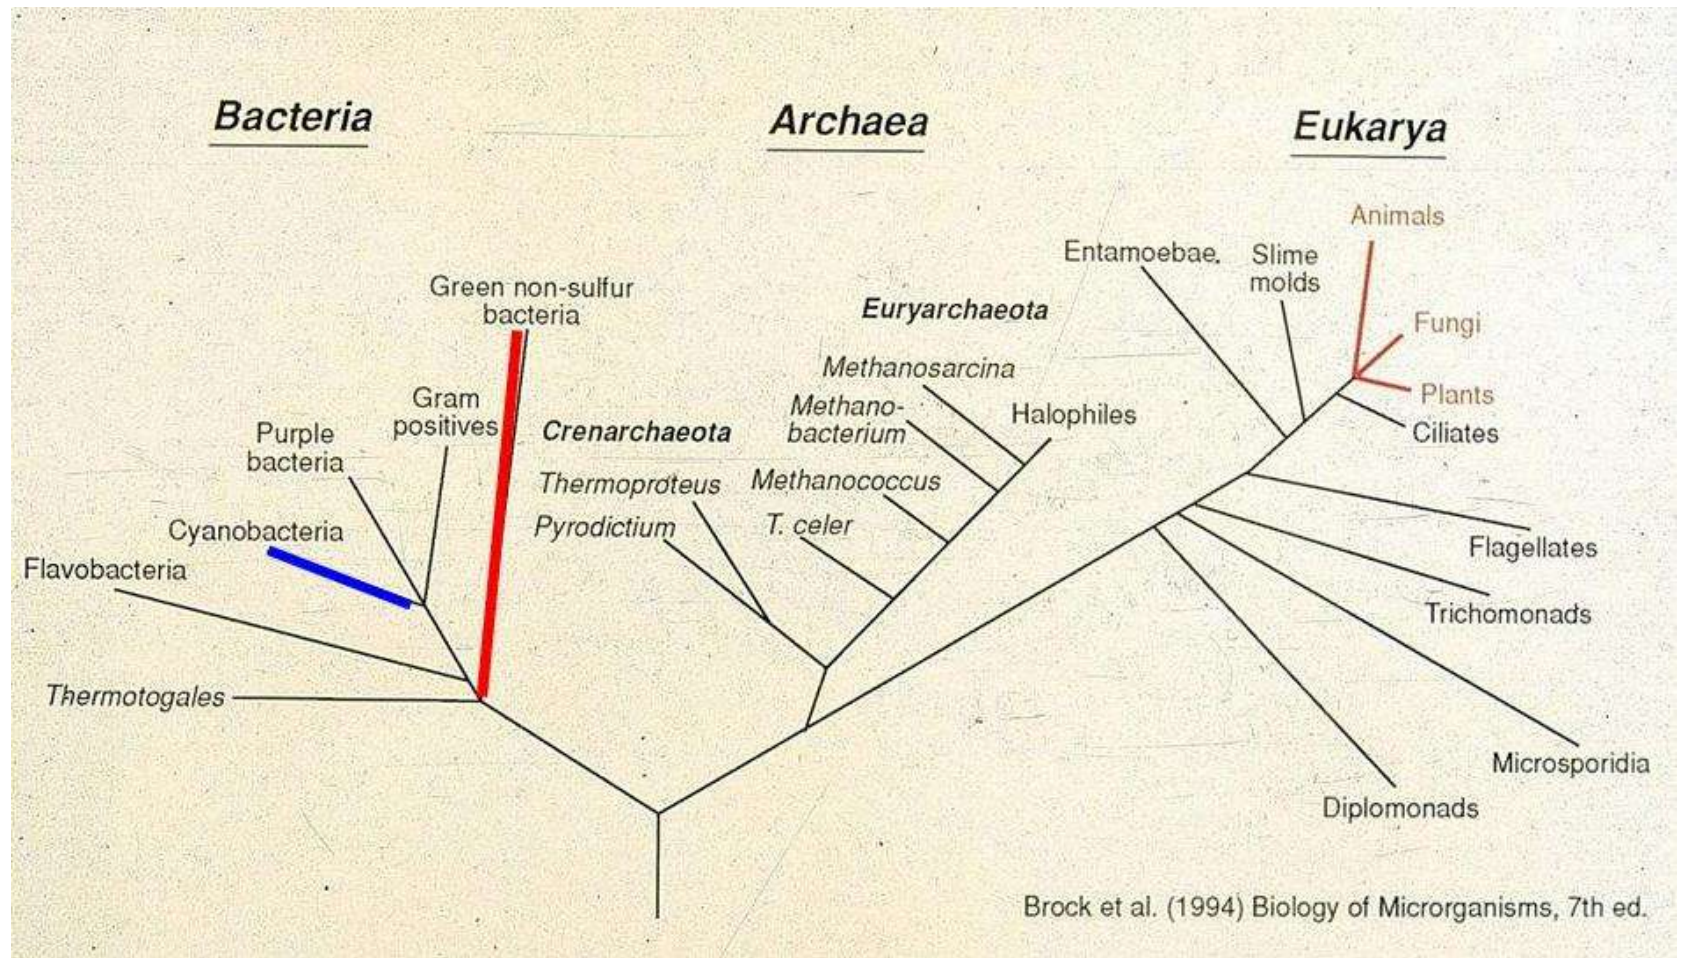 Bacteria
Archaea
Eukarya
Animals
Entamoebae
Slime
molds
Green non-sulfur
bacteria
Euryarchaeota
Fungi
Methanosarcina
Plants
Gram
positives
Methano-
bacterium
Halophiles
Ciliates
Purple
bacteria
Crenarchaeota
Thermoproteus
Methanococcus
Pyrodictium
T. celer
Cyanobacteria
Flavobacteria
Flagellates
Trichomonads
Thermotogales
Microsporidia
Diplomonads
Brock et al. (1994) Biology of Microrganisms, 7th ed.